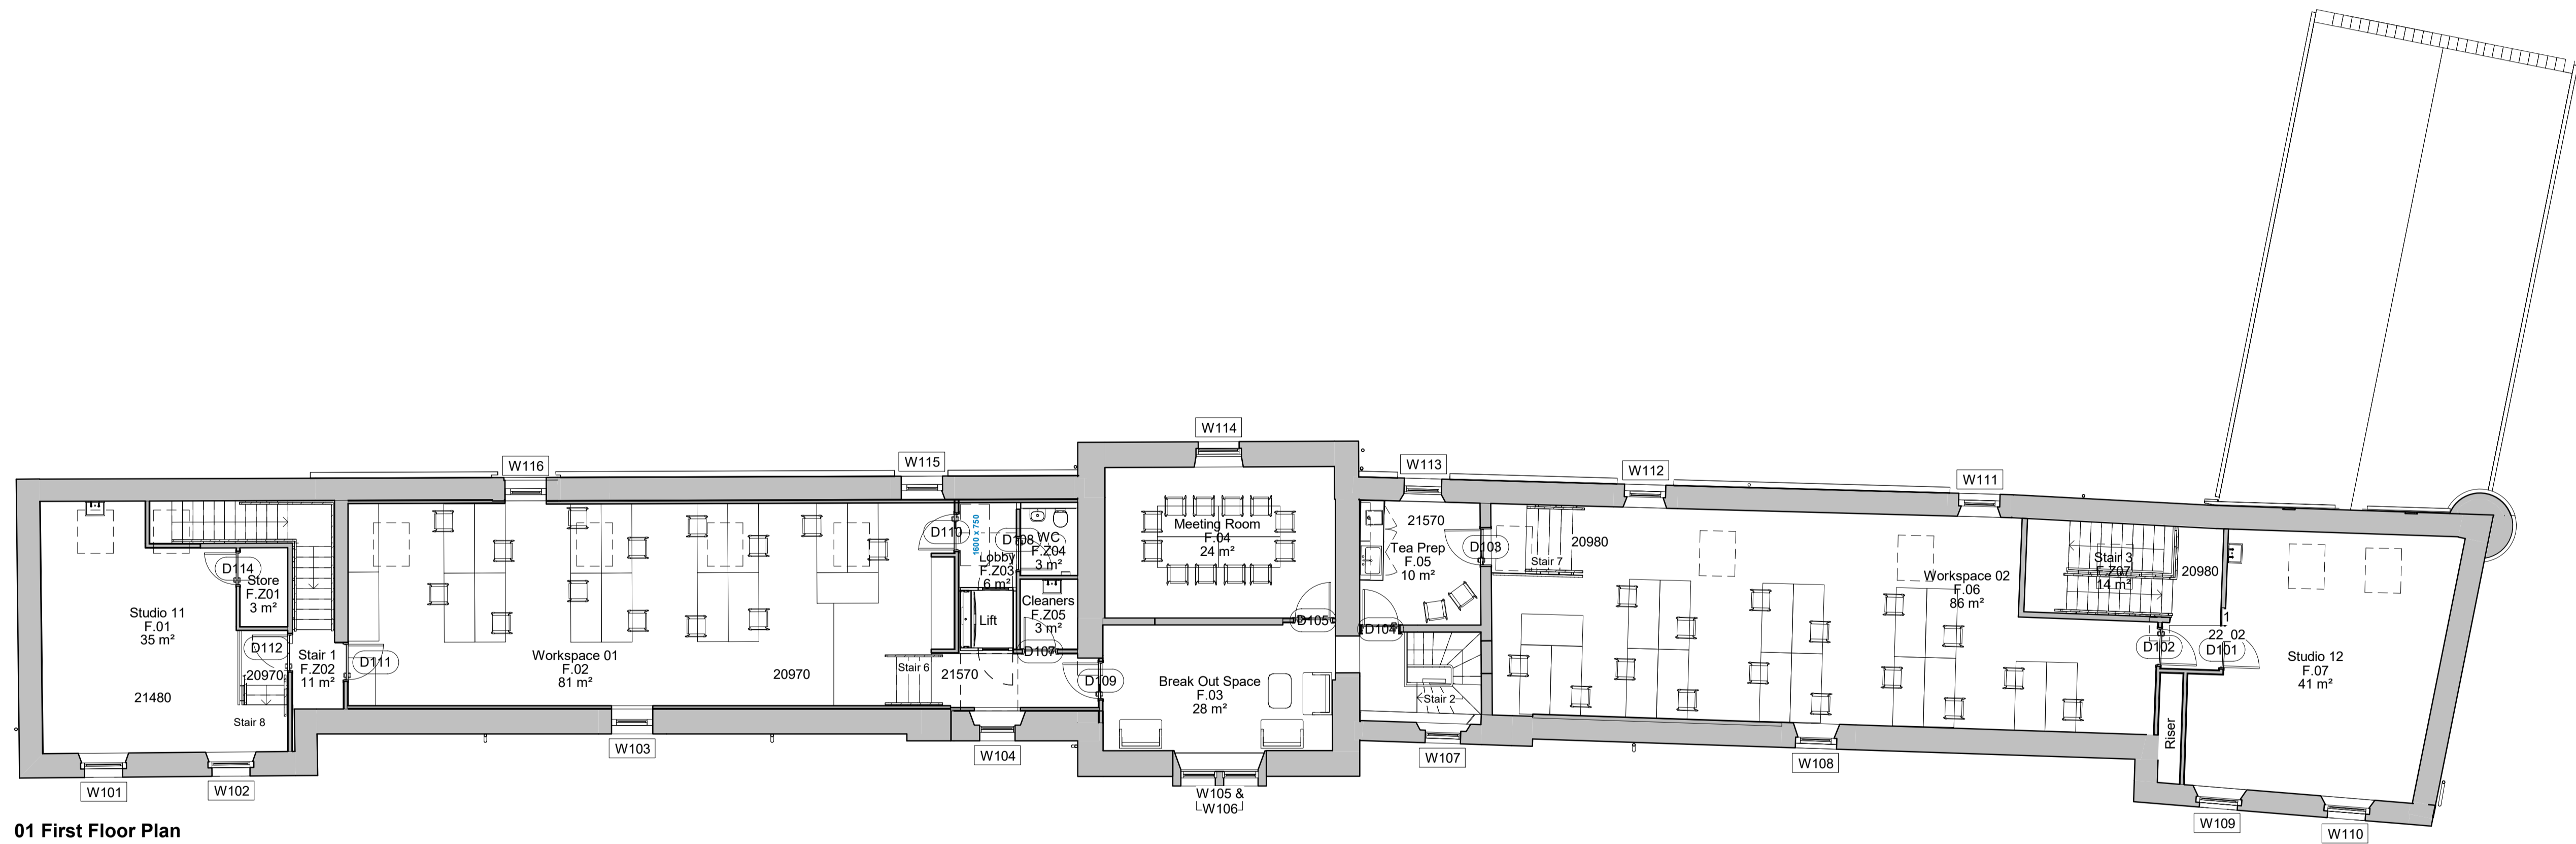 W114
W116
W115
W113
W112
W111
D110
1600 x 750
D108
WC
F.Z04
3 m²
Lobby
F.Z03
6 m²
Meeting Room
F.04
24 m²
21570
Tea Prep
F.05
10 m²
D103
20980
Stair 7
Stair 3
F.Z07
14 m²
20980
D114
Store
F.Z01
3 m²
Studio 11
F.01
35 m²
Cleaners
F.Z05
3 m²
Lift
D105
D104
Workspace 02
F.06
86 m²
1
22_02
D101
D102
D112
20970
Stair 1
F.Z02
11 m²
D111
Workspace 01
F.02
81 m²
20970
Stair 6
21570
D107
D109
Break Out Space
F.03
28 m²
Stair 2
Studio 12
F.07
41 m²
21480
Stair 8
Riser
W101
W102
W103
W104
W105 &
W106
W107
W108
W109
W110
01 First Floor Plan